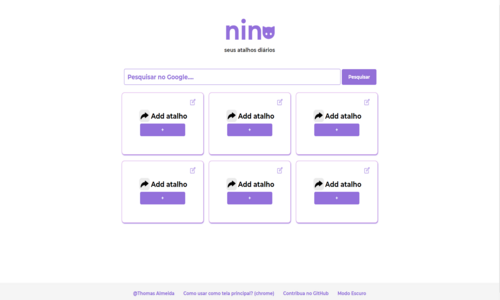 nino
seus atalhos diários
Pesquisar no Google....
Pesquisar
Add atalho
+
Add atalho
+
Add atalho
+
Add atalho
+
Add atalho
+
Add atalho
+
@Thomas Almeida
Como usar como tela principal? (chrome)
Contribua no GitHub
Modo Escuro